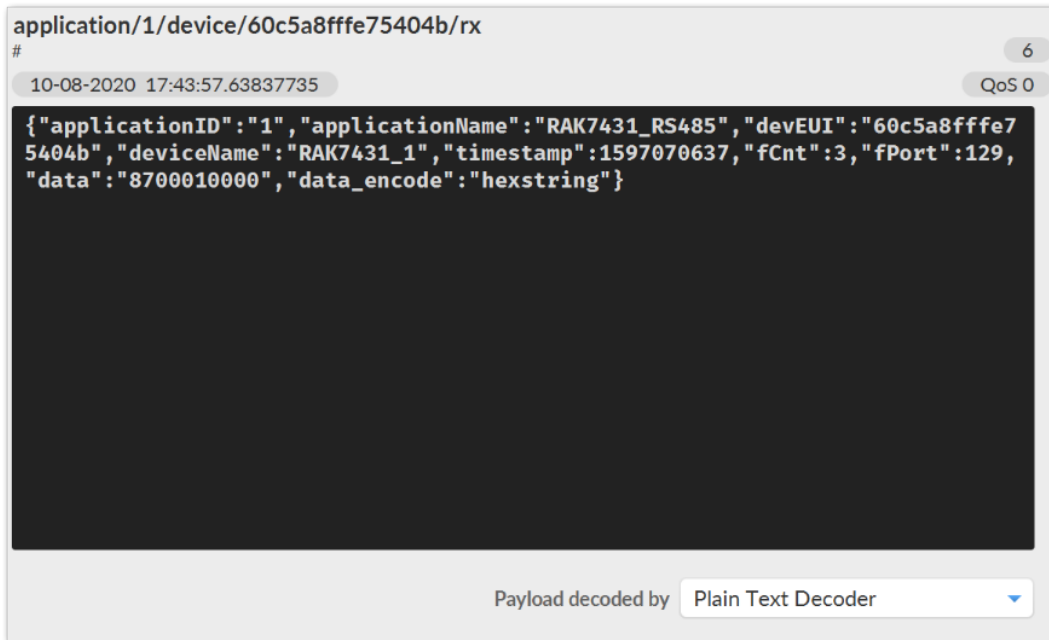 application/1/device/60c5a8fffe75404b/rx
#
6
10-08-2020 17:43:57.63837735
QoS 0
{"applicationID":"1","applicationName":"RAK7431_RS485","devEUI":"60c5a8fffe7
5404b","deviceName":"RAK7431_1","timestamp":1597070637,"fCnt":3,"fPort":129,
"data":"8700010000","data_encode":"hexstring"}
Payload decoded by Plain Text Decoder